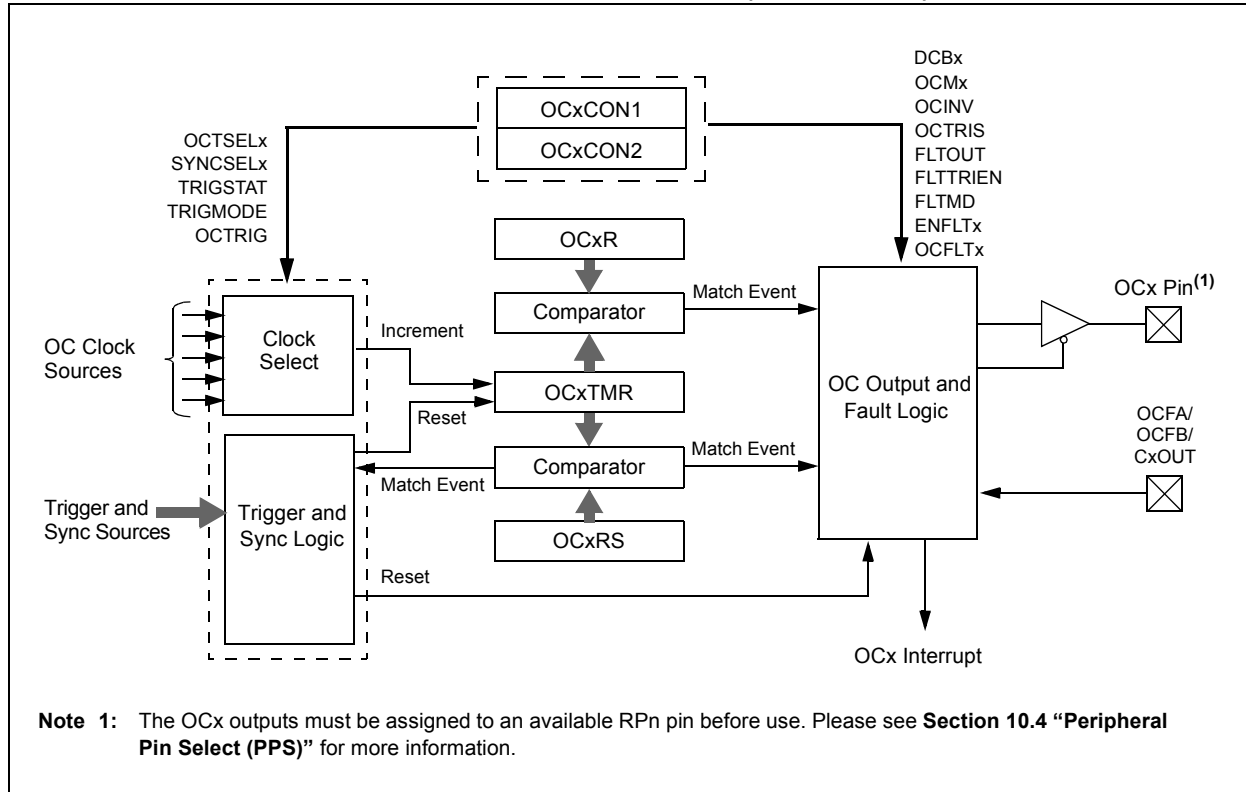 DCBx
OCMx
OCINV
OCTRIS
FLTOUT
FLTTRIEN
FLTMD
ENFLTx
OCFLTx
OCxCON1
OCxCON2
OCTSELx
SYNCSELx
TRIGSTAT
TRIGMODE
OCTRIG
OCxR
Comparator
Match Event
OCx Pin(1)
OC Clock
Sources
Clock
Select
Increment
OCxTMR
Reset
OC Output and
Fault Logic
OCFA/
OCFB/
CxOUT
Comparator
Match Event
Match Event
Trigger and
Sync Sources
Trigger and
Sync Logic
OCxRS
Reset
OCx Interrupt
Note 1: The OCx outputs must be assigned to an available RPn pin before use. Please see Section 10.4 “Peripheral
Pin Select (PPS)” for more information.